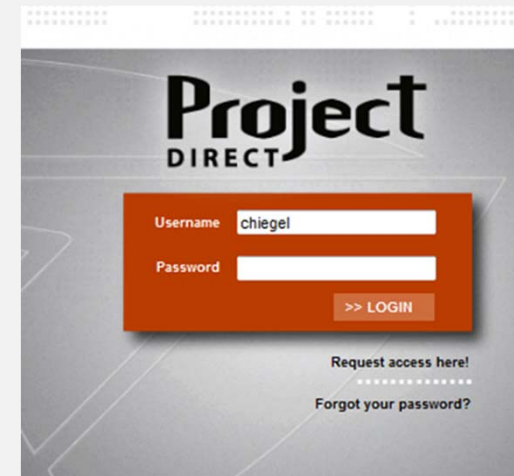 Project
DIRECT
Username chiegel
Password
>> LOGIN
Request access here!
Forgot your password?